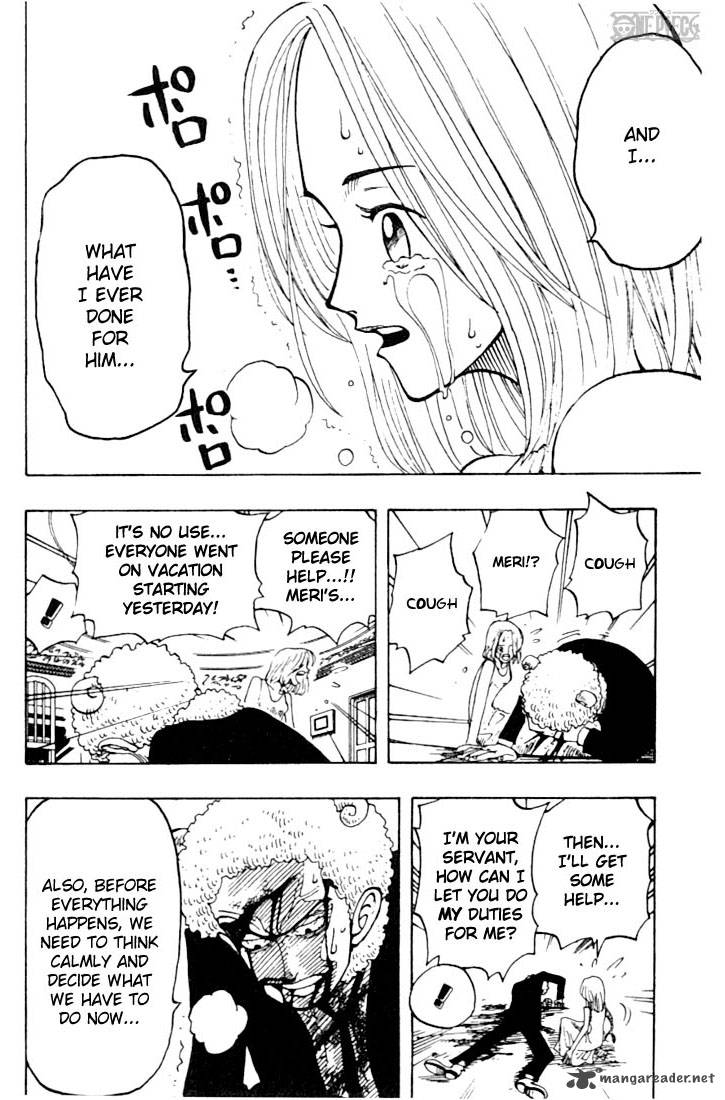 ONE PIECE
AND
I...
ポロ
ポロ...
ポロ
WHAT
HAVE
I EVER
DONE
FOR
HIM...
COUGH
MERI!?
COUGH
SOMEONE
PLEASE
HELP...!!
MERI'S...
IT'S NO USE...
EVERYONE WENT
ON VACATION
STARTING
YESTERDAY!
!
THEN...
I'LL GET
SOME
HELP...
I'M YOUR
SERVANT,
HOW CAN I
LET YOU DO
MY DUTIES
FOR ME?
!
ALSO, BEFORE
EVERYTHING
HAPPENS, WE
NEED TO THINK
CALMLY AND
DECIDE WHAT
WE HAVE TO
DO NOW...
mangareader.net